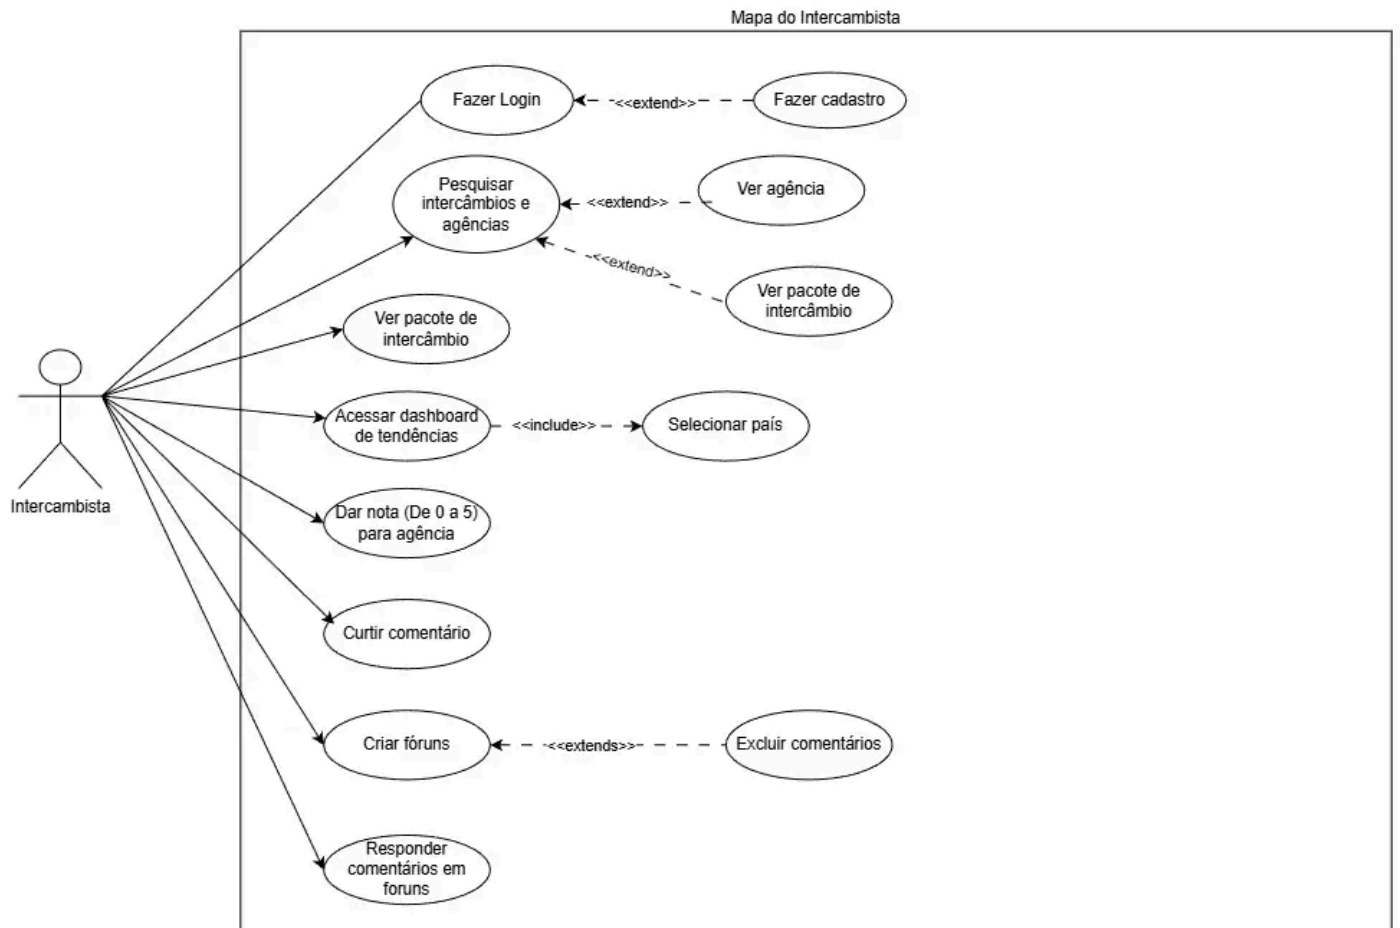 Mapa do Intercambista
Fazer Login
<<extend>>
Fazer cadastro
Pesquisar
intercâmbios e
agências
<<extend>>
Ver agência
<<extend>>
Ver pacote de
intercâmbio
Ver pacote de
intercâmbio
Intercambista
Acessar dashboard
de tendências
<<include>>
Selecionar país
Dar nota (De 0 a 5)
para agência
Curtir comentário
Criar fóruns
<<extends>>
Excluir comentários
Responder
comentários em
foruns